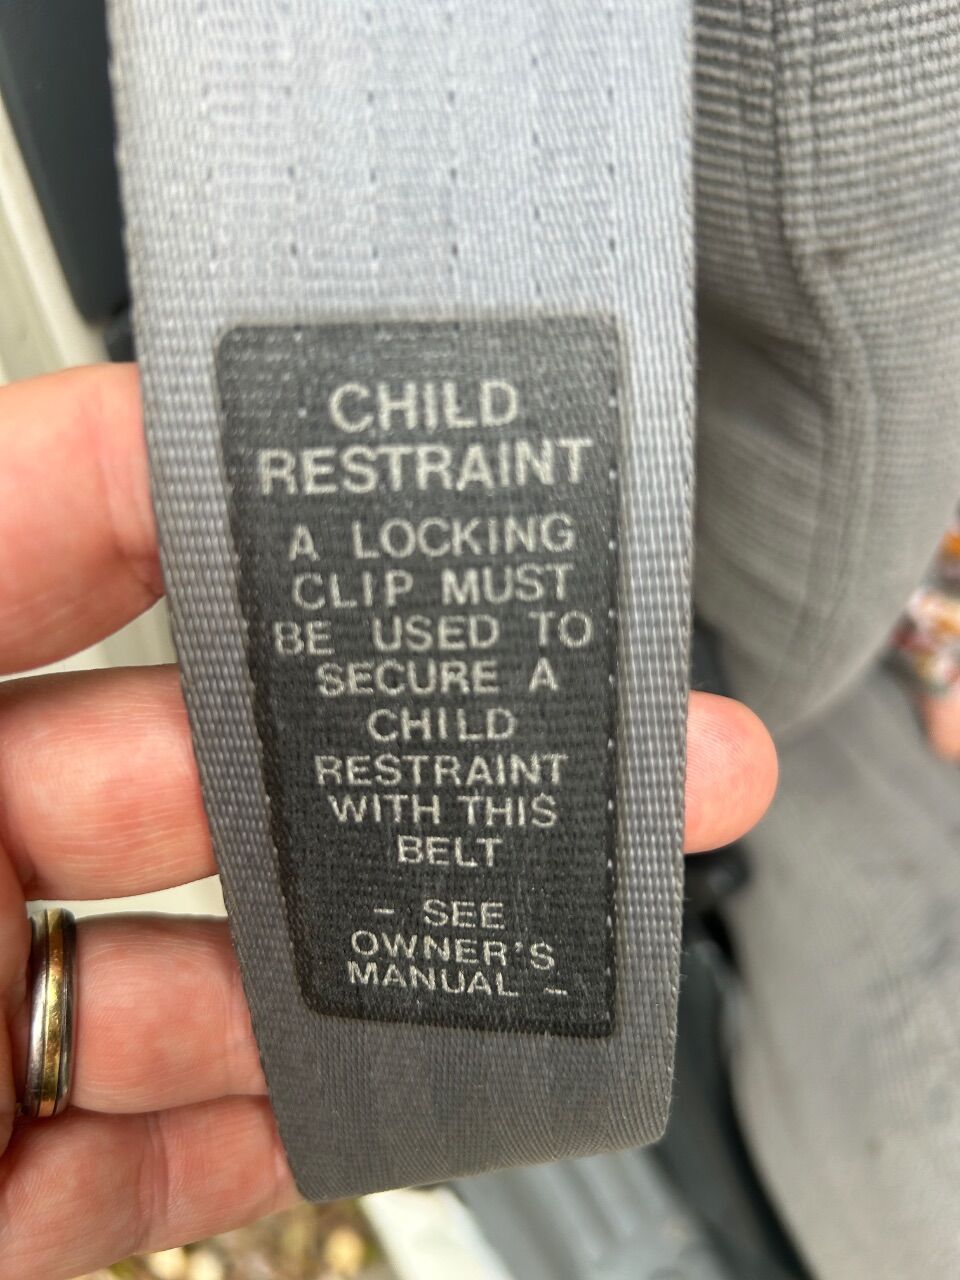 CHILD
RESTRAINT
A LOCKING
CLIP MUST
BE USED TO
SECURE A
CHILD
RESTRAINT
WITH THIS
BELT
- SEE
OWNER'S
MANUAL -